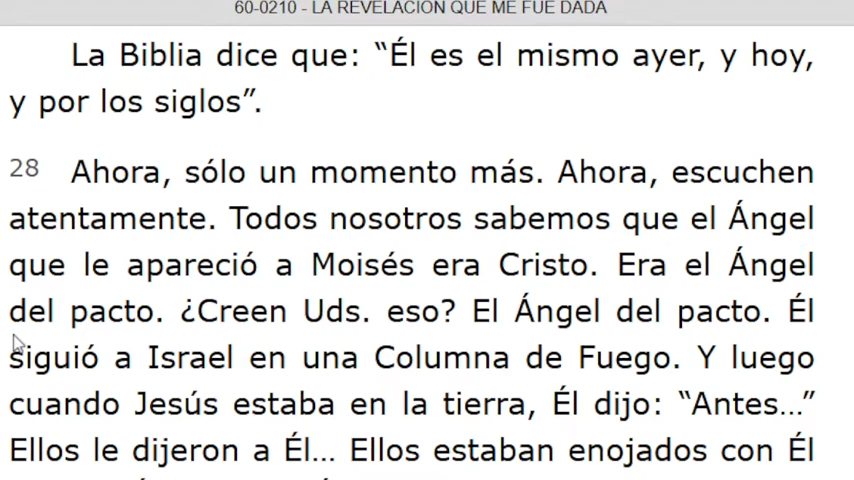 60-0210 - LA REVELACION QUE ME FUE DADA
La Biblia dice que: “Él es el mismo ayer, y hoy,
y por los siglos”.
28 Ahora, sólo un momento más. Ahora, escuchen
atentamente. Todos nosotros sabemos que el Ángel
que le apareció a Moisés era Cristo. Era el Ángel
del pacto. ¿Creen Uds. eso? El Ángel del pacto. Él
siguió a Israel en una Columna de Fuego. Y luego
cuando Jesús estaba en la tierra, Él dijo: “Antes…”
Ellos le dijeron a Él… Ellos estaban enojados con Él